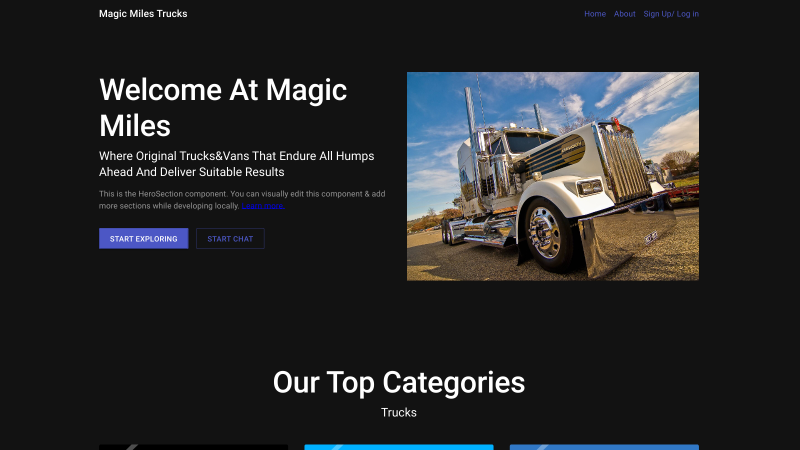 Magic Miles Trucks
Home About Sign Up/ Log in
Welcome At Magic
Miles
Where Original Trucks&Vans That Endure All Humps
Ahead And Deliver Suitable Results
This is the HeroSection component. You can visually edit this component & add
more sections while developing locally. Learn more.
START EXPLORING START CHAT
Our Top Categories
Trucks